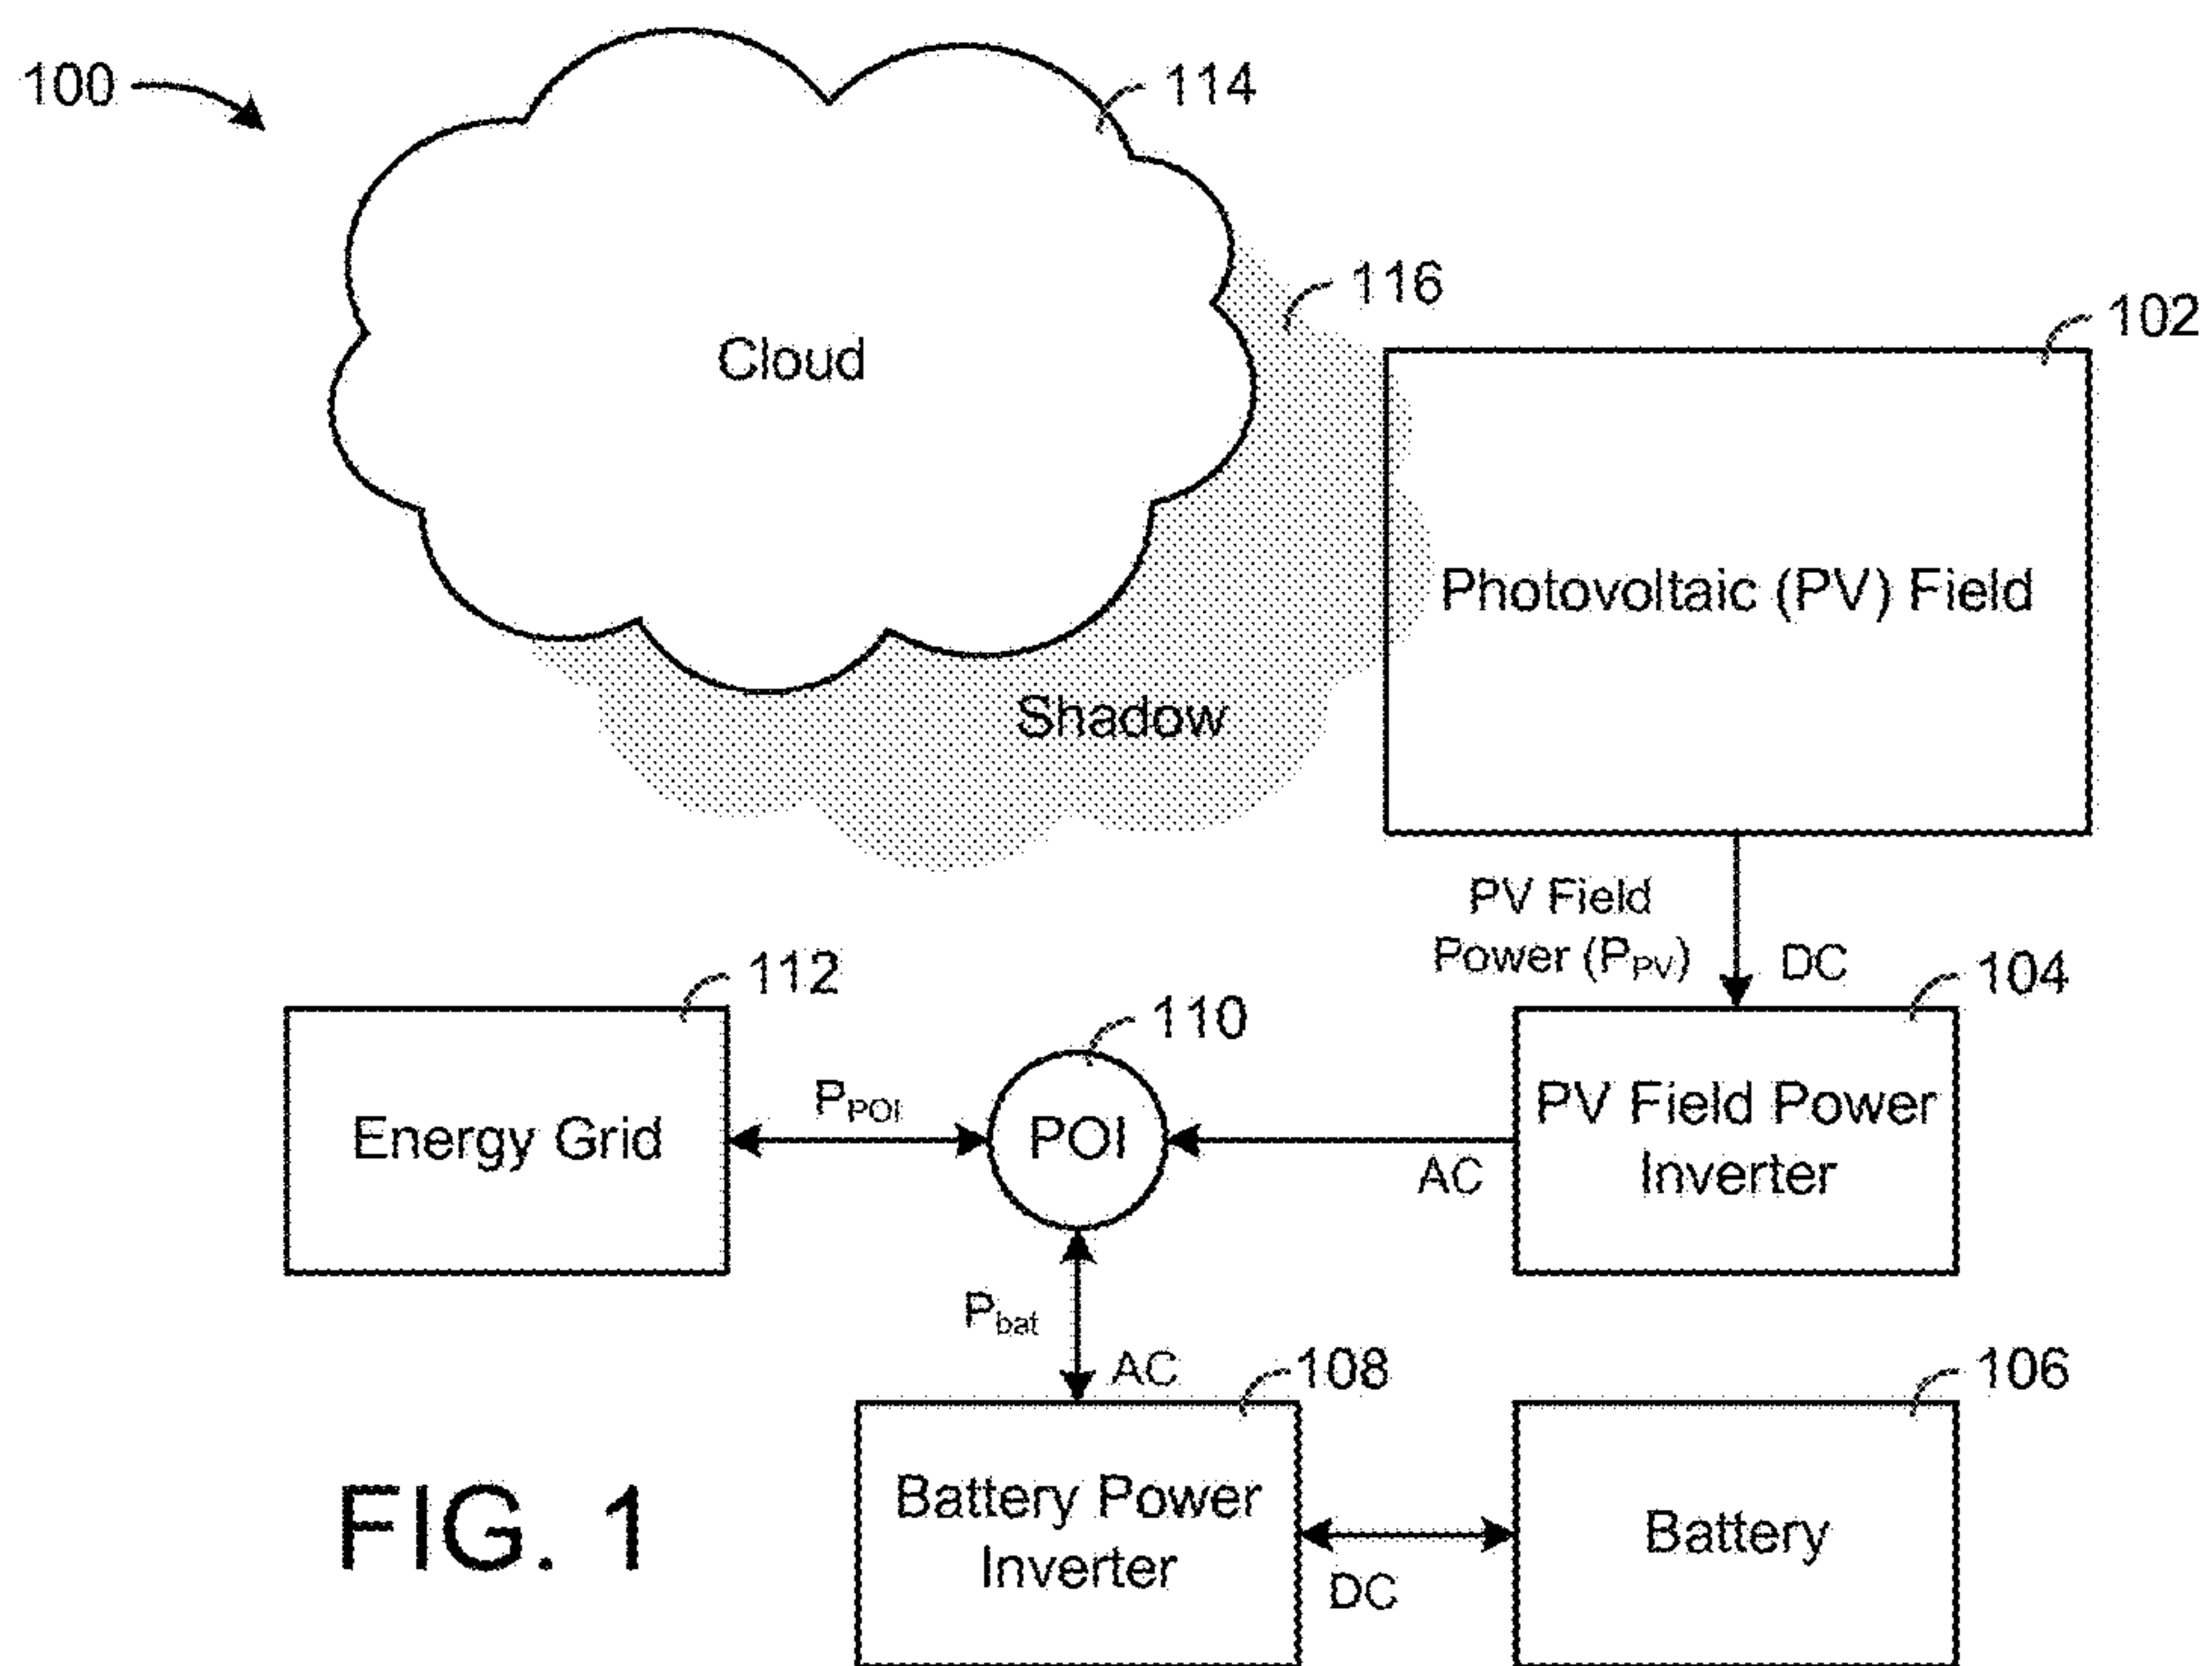 100
114
116
102
Cloud
Photovoltaic (PV) Field
Shadow
PV Field
Power (PPV)
DC
112
110
104
PPOI
Energy Grid
POI
AC
PV Field Power
Inverter
Pbat
AC
108
106
Battery Power
Inverter
DC
Battery
FIG. 1